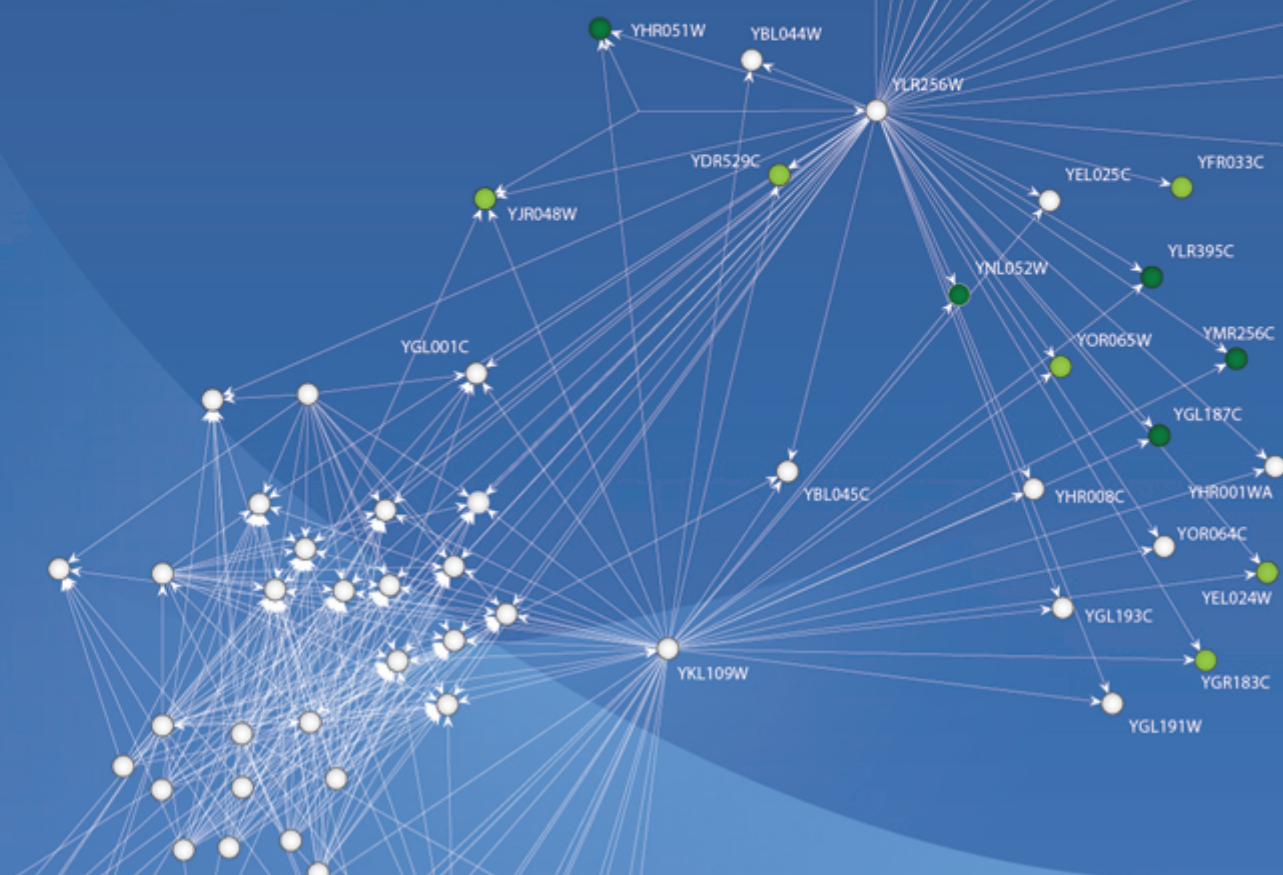 YHR051W
YBL044W
YLR256W
YDR529C
YFR033C
YEL025C
YJR048W
YLR395C
YNL052W
YMR256C
YOR065W
YGL001C
YGL187C
YBL045C
YHR008C
YHR001WA
YOR064C
YEL024W
YGL193C
YKL109W
YGR183C
YGL191W